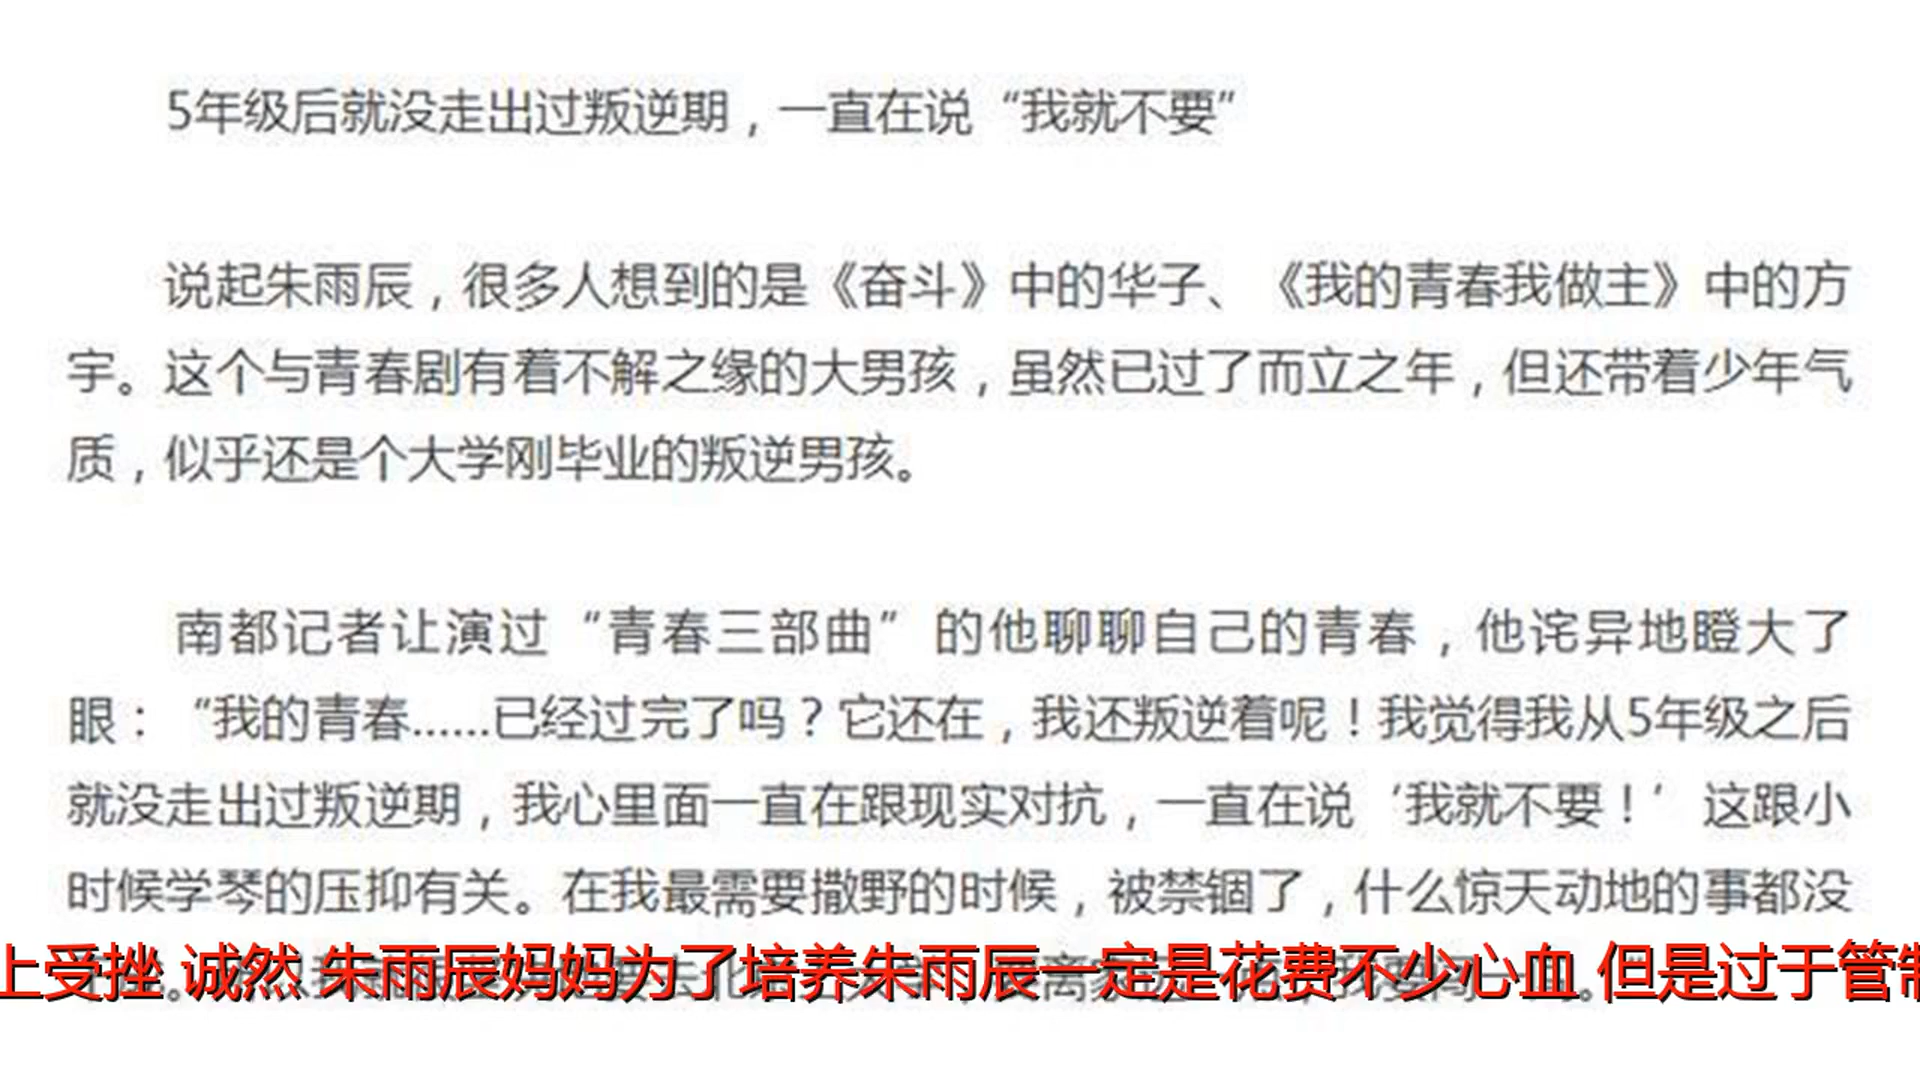 5年级后就没走出过叛逆期，一直在说“我就不要”
说起朱雨辰，很多人想到的是《奋斗》中的华子、《我的青春我做主》中的方
宇。这个与青春剧有着不解之缘的大男孩，虽然已过了而立之年，但还带着少年气
质，似乎还是个大学刚毕业的叛逆男孩。
南都记者让演过“青春三部曲”的他聊聊自己的青春，他诧异地瞪大了
眼：“我的青春……已经过完了吗？它还在，我还叛逆着呢！我觉得我从5年级之后
就没走出过叛逆期，我心里面一直在跟现实对抗，一直在说‘我就不要！’这跟小
时候学琴的压抑有关。在我最需要撒野的时候，被禁锢了，什么惊天动地的事都没
上受挫 诚然 朱雨辰妈妈为了培养朱雨辰一定是花费不少心血 但是过于管制